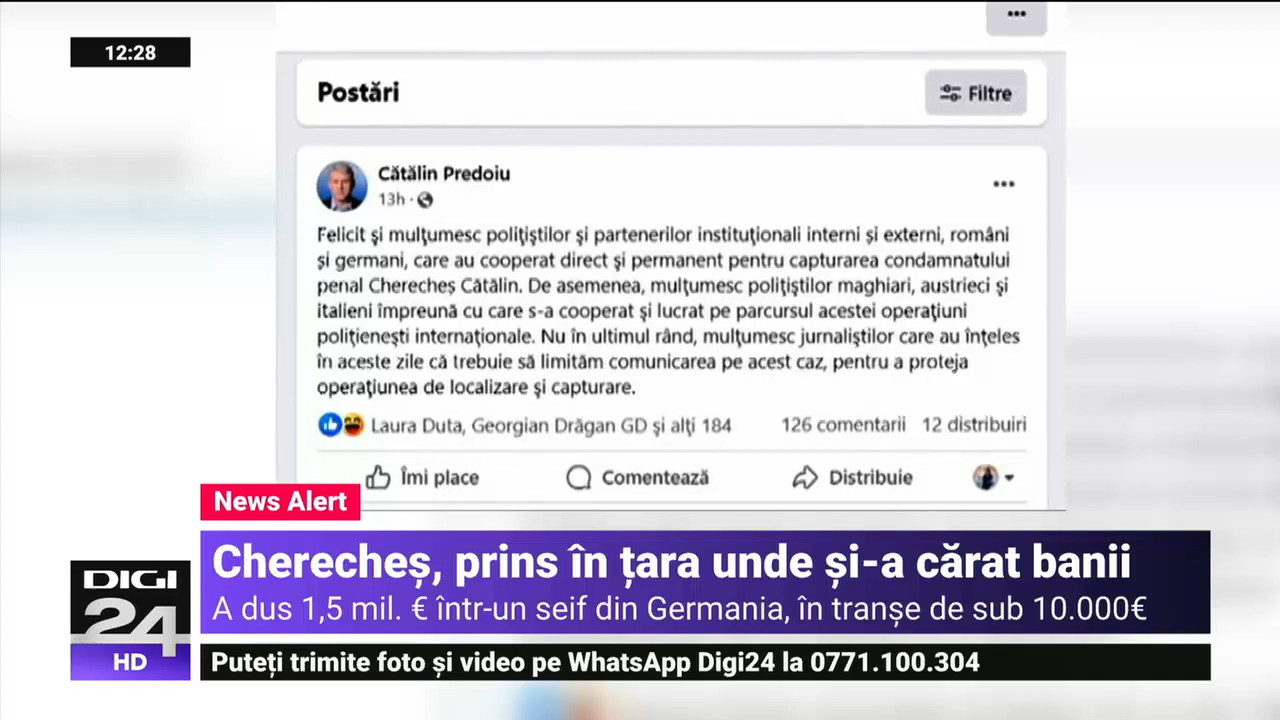 12:28
Postări
Filtre
Cătălin Predoiu
13h
Felicit şi mulţumesc poliţiştilor şi partenerilor instituţionali interni şi externi, români
şi germani, care au cooperat direct şi permanent pentru capturarea condamnatului
penal Cherecheş Cătălin. De asemenea, mulţumesc poliţiştilor maghiari, austrieci şi
italieni împreună cu care s-a cooperat şi lucrat pe parcursul acestei operaţiuni
poliţieneşti internaţionale. Nu în ultimul rând, mulţumesc jurnaliştilor care au înţeles
în aceste zile că trebuie să limităm comunicarea pe acest caz, pentru a proteja
operaţiunea de localizare şi capturare.
Laura Duta, Georgian Drăgan GD şi alţi 184 126 comentarii 12 distribuiri
Îmi place Comentează Distribuie
News Alert
Cherecheș, prins în țara unde și-a cărat banii
A dus 1,5 mil. € într-un seif din Germania, în tranșe de sub 10.000€
DIGI
24
HD
Puteți trimite foto și video pe WhatsApp Digi24 la 0771.100.304